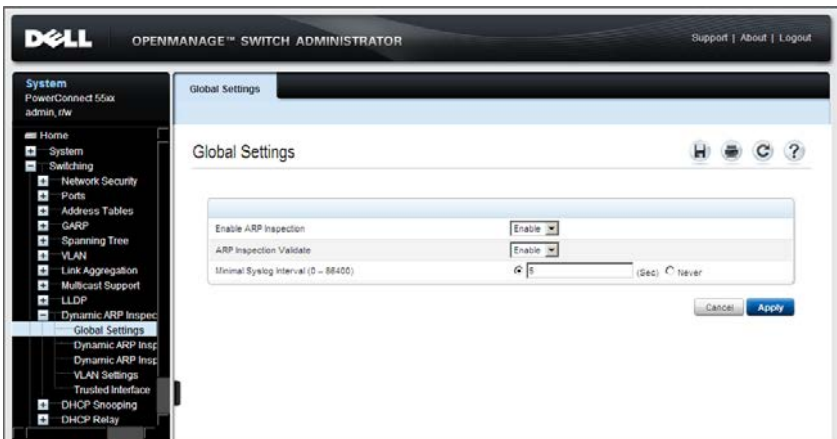 DELL OPENMANAGE™ SWITCH ADMINISTRATOR Support | About | Logout
System
PowerConnect 55xx
admin, r/w
Home
System
Switching
Network Security
Ports
Address Tables
GARP
Spanning Tree
VLAN
Link Aggregation
Multicast Support
LLDP
Dynamic ARP Inspec
Global Settings
Dynamic ARP Insp
Dynamic ARP Insp
VLAN Settings
Trusted Interface
DHCP Snooping
DHCP Relay
Global Settings
Global Settings
Enable ARP Inspection Enable
ARP Inspection Validate Enable
Minimal Syslog Interval (0 – 86400) 5 (Sec) Never
Cancel Apply